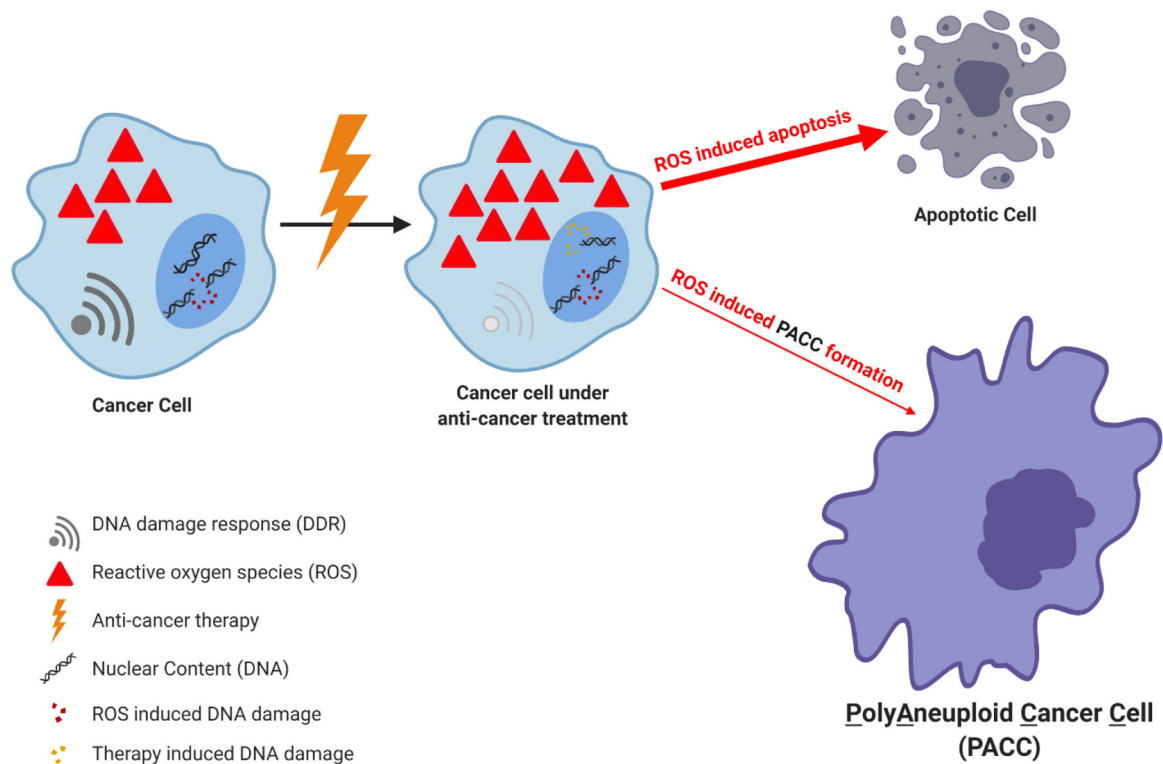 ROS induced apoptosis
Apoptotic Cell
Cancer Cell
Cancer cell under
anti-cancer treatment
ROS induced PACC formation
DNA damage response (DDR)
Reactive oxygen species (ROS)
Anti-cancer therapy
Nuclear Content (DNA)
ROS induced DNA damage
Therapy induced DNA damage
PolyAneuploid Cancer Cell
(PACC)